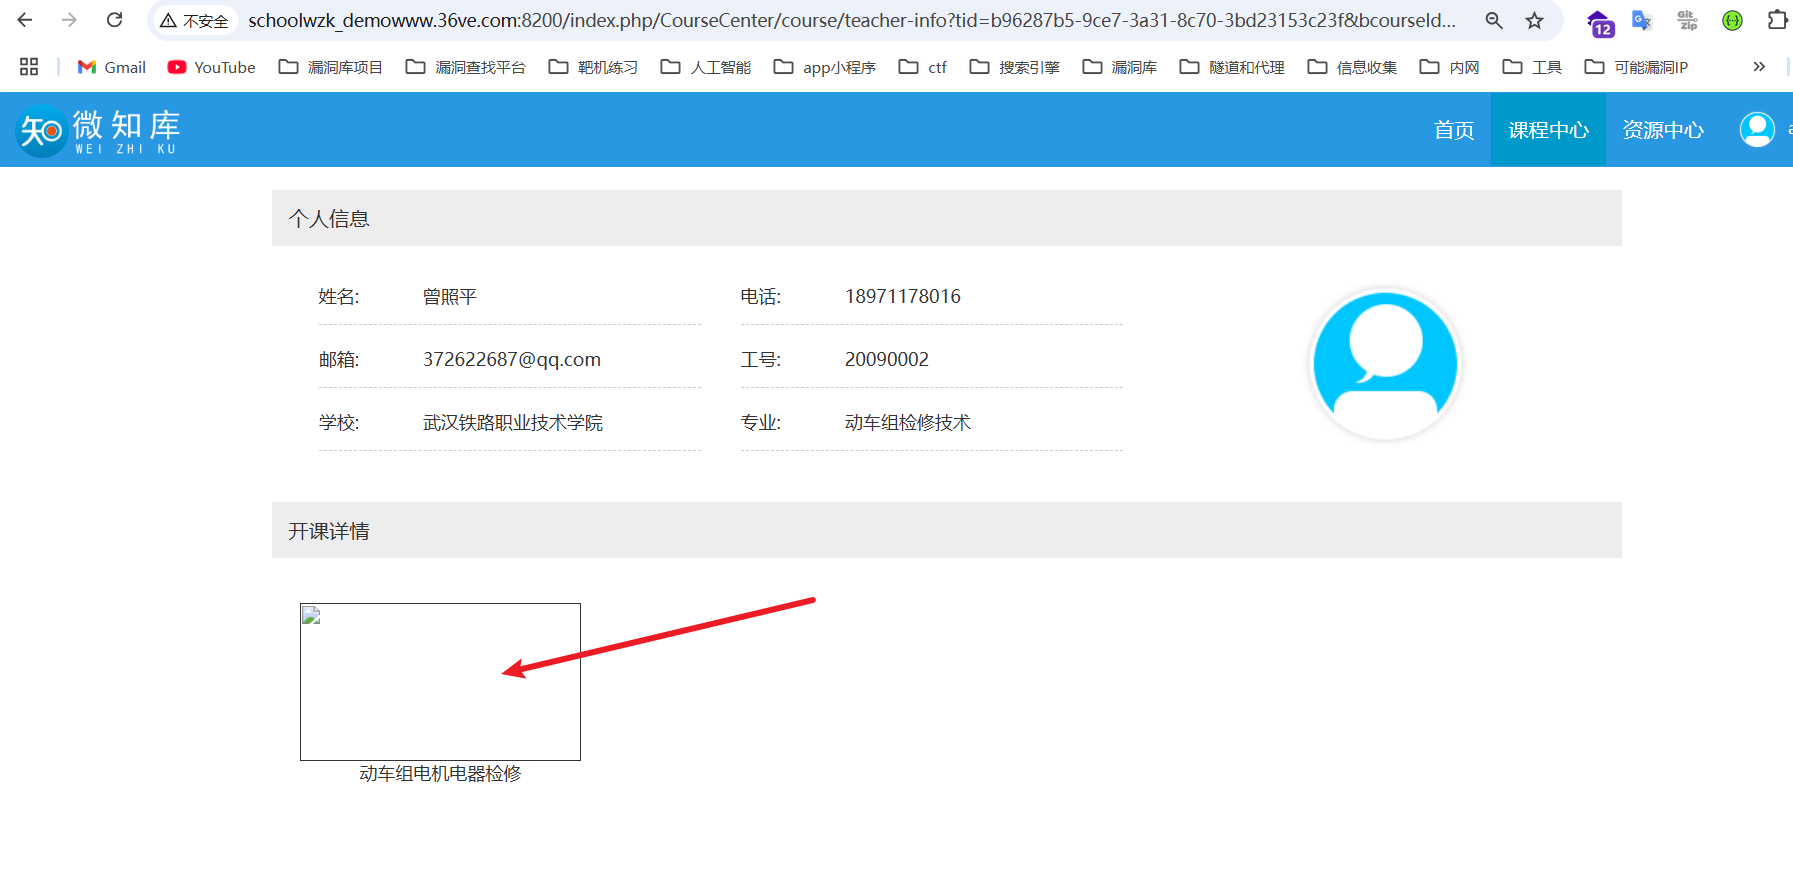 不安全 schoolwzk_demowww.36ve.com:8200/index.php/CourseCenter/course/teacher-info?tid=b96287b5-9ce7-3a31-8c70-3bd23153c23f&bcourseId... 12 Git Zip
Gmail YouTube 漏洞库项目 漏洞查找平台 靶机练习 人工智能 app小程序 ctf 搜索引擎 漏洞库 隧道和代理 信息收集 内网 工具 可能漏洞IP »
知 微知库 首页 课程中心 资源中心
WEI ZHI KU
个人信息
姓名: 曾照平 电话: 18971178016
邮箱: 372622687@qq.com 工号: 20090002
学校: 武汉铁路职业技术学院 专业: 动车组检修技术
开课详情
动车组电机电器检修